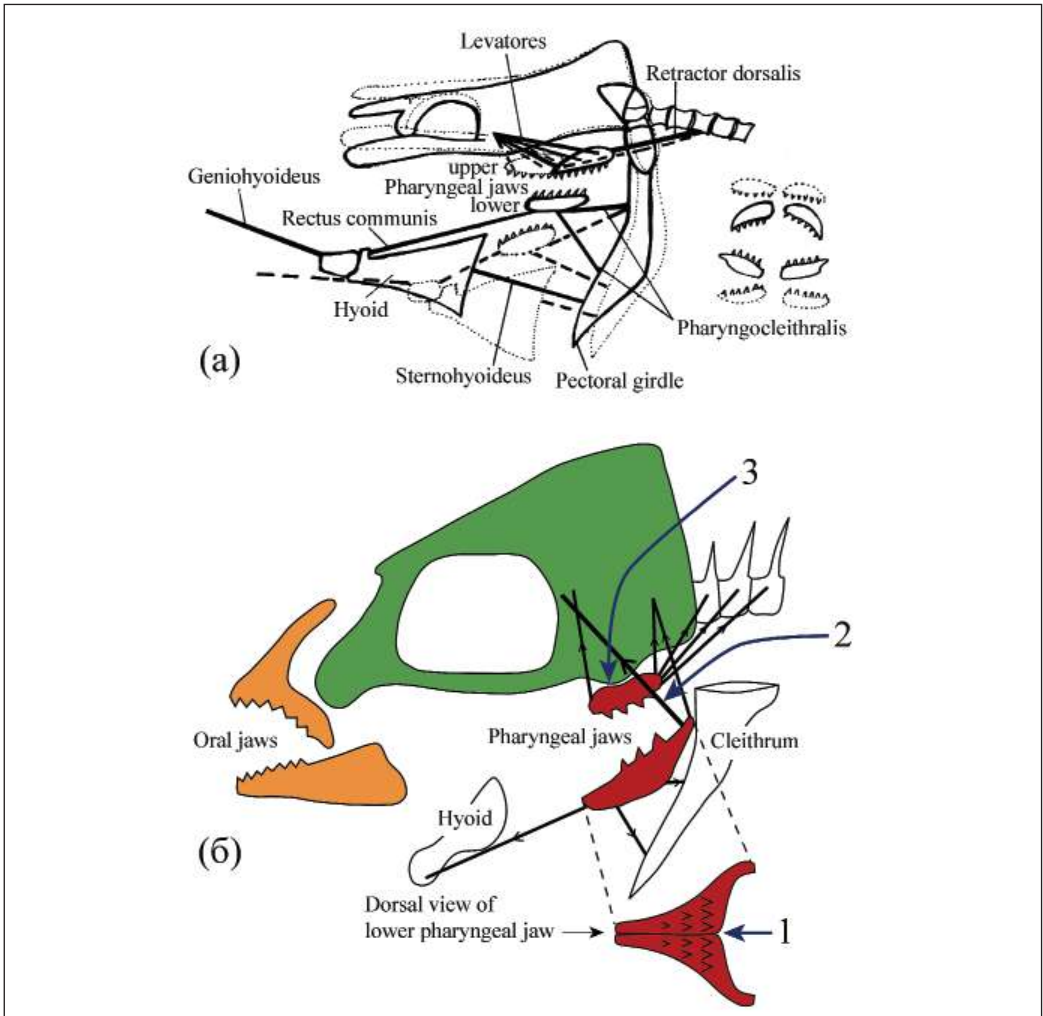 Levatores
Retractor dorsalis
upper
Geniohyoideus
Pharyngeal jaws
lower
Rectus communis
Hyoid
Pharyngocleithralis
(а)
Sternohyoideus
Pectoral girdle
3
2
Oral jaws
Pharyngeal jaws
Cleithrum
Hyoid
(б)
Dorsal view of
lower pharyngeal jaw
1